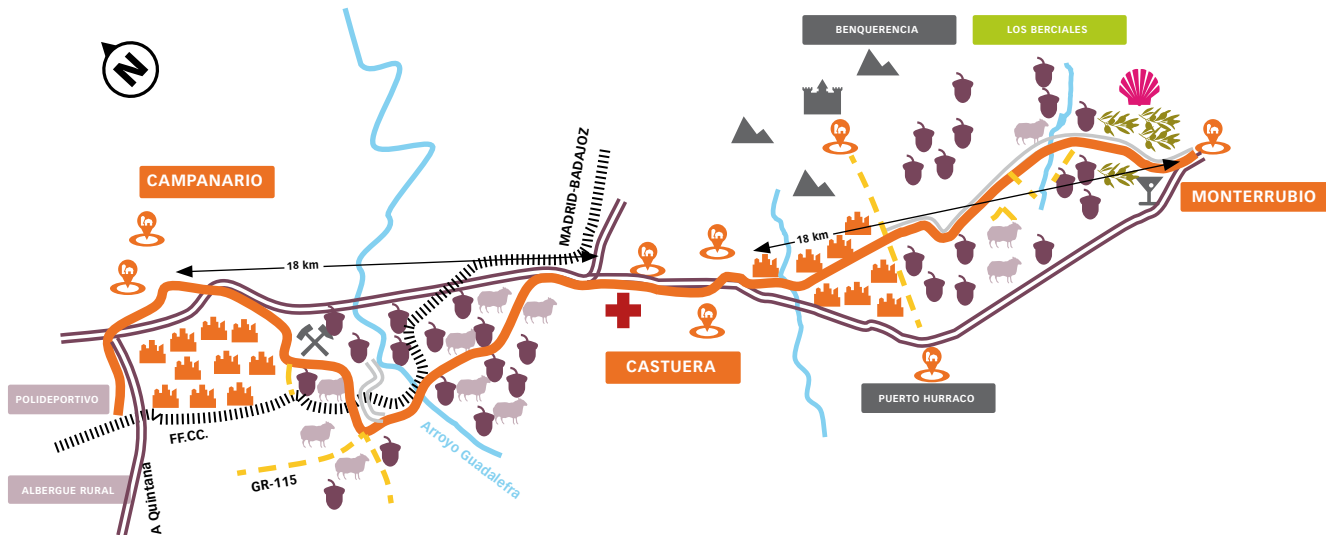 BENQUERENCIA
LOS BERCIALES
N
MADRID-BADAJOZ
CAMPANARIO
MONTERRUBIO
18 km
18 km
CASTUERA
POLIDEPORTIVO
PUERTO HURRACO
FF.CC.
Arroyo Guadalefra
GR-115
ALBERGUE RURAL
A Quintana